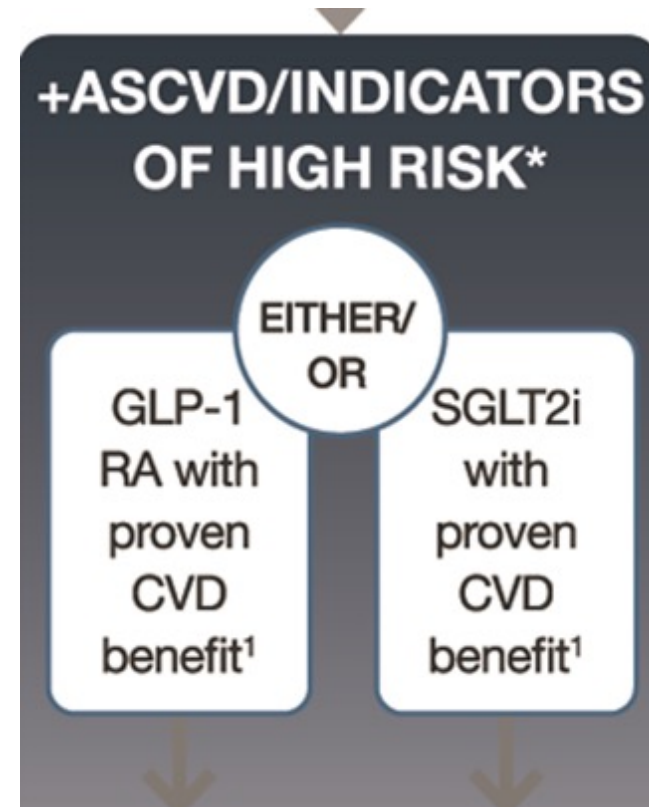 +ASCVD/INDICATORS
OF HIGH RISK*
EITHER/
OR
GLP-1
RA with
proven
CVD
benefit¹
SGLT2i
with
proven
CVD
benefit¹